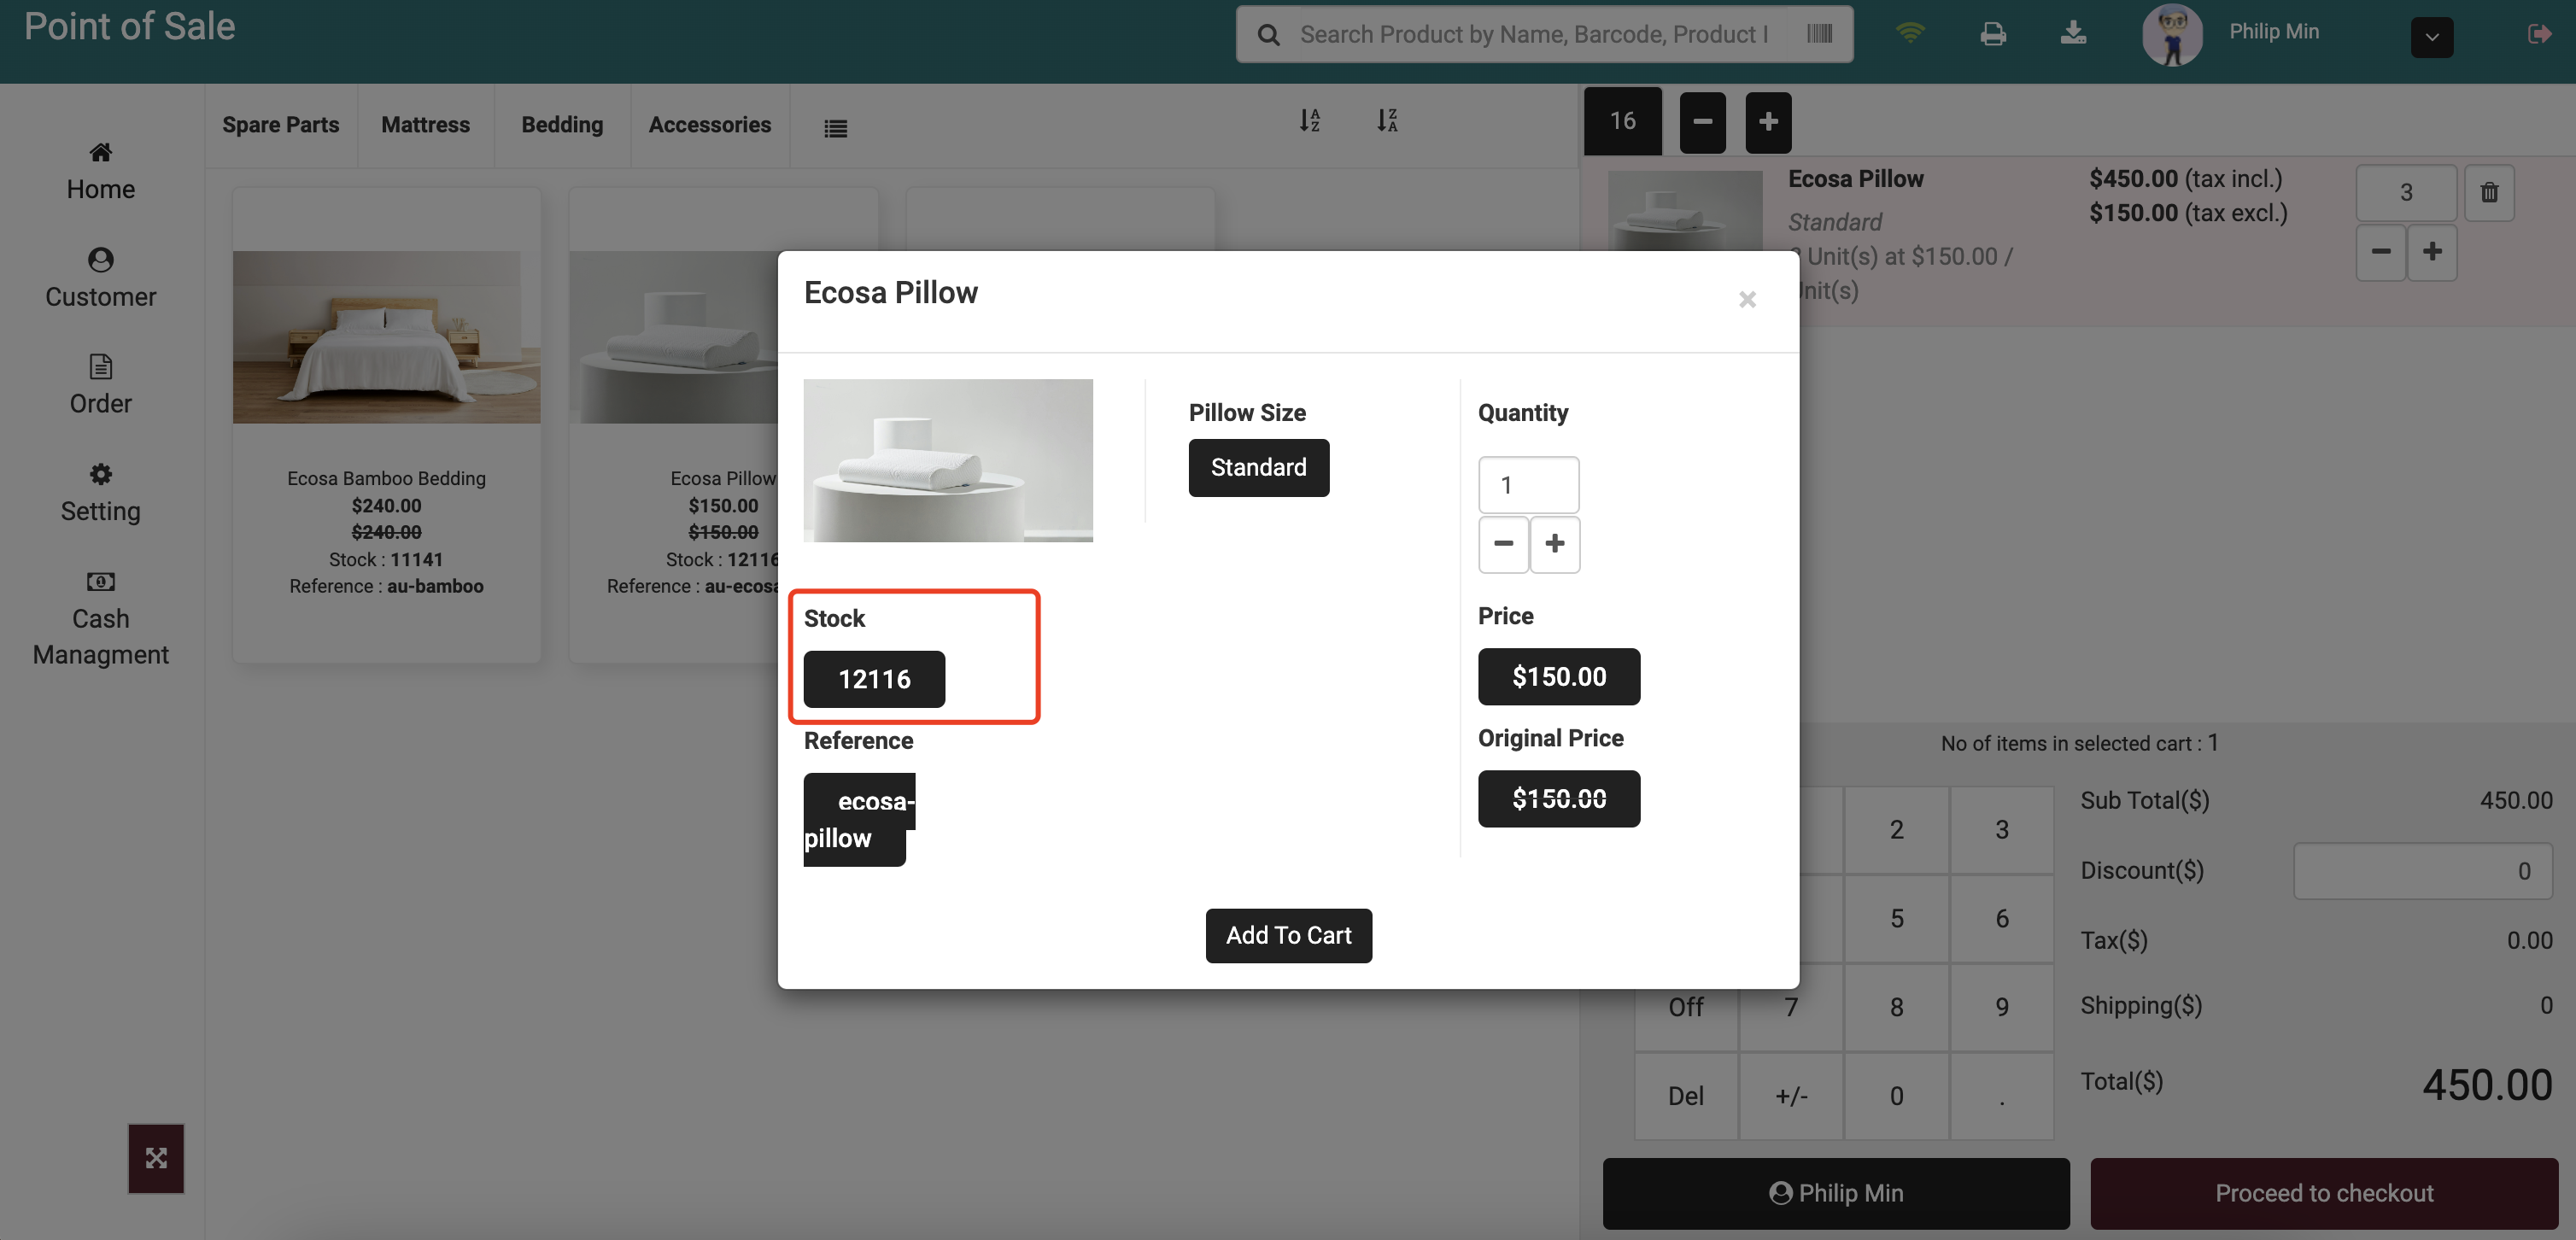 Point of Sale
Search Product by Name, Barcode, Product I
Philip Min
Home
Customer
Order
Setting
Cash
Managment
Spare Parts
Mattress
Bedding
Accessories
Ecosa Bamboo Bedding
$240.00
$240.00
Stock : 11141
Reference : au-bamboo
Ecosa Pillow
$150.00
$150.00
Stock : 12116
Reference : au-ecosa
Ecosa Pillow
×
Pillow Size
Standard
Quantity
1
Stock
12116
Reference
ecosa-
pillow
Price
$150.00
Original Price
$150.00
Add To Cart
16
Ecosa Pillow
Standard
Unit(s) at $150.00 /
Unit(s)
$450.00 (tax incl.)
$150.00 (tax excl.)
3
No of items in selected cart : 1
2
3
5
6
Off
7
8
9
Del
+/-
0
.
Sub Total($)
450.00
Discount($)
0
Tax($)
0.00
Shipping($)
0
Total($)
450.00
Philip Min
Proceed to checkout